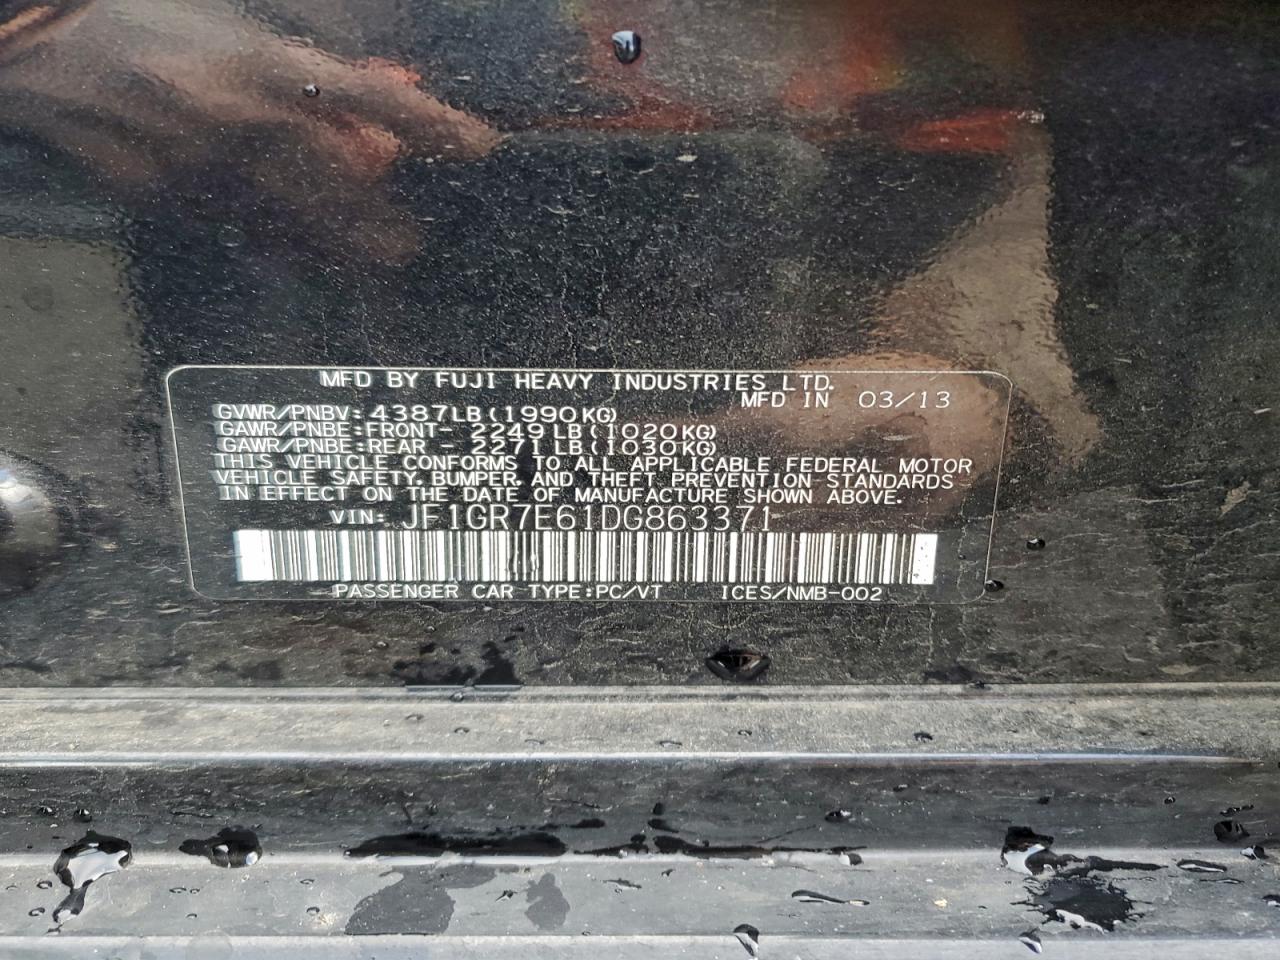 MFD BY FUJI HEAVY INDUSTRIES LTD.
MFD IN 03/13
GVWR/PNBV: 4387LB(1990KG)
GAWR/PNBE:FRONT- 2249LB(1020KG)
GAWR/PNBE:REAR - 2271LB(1030KG)
THIS VEHICLE CONFORMS TO ALL APPLICABLE FEDERAL MOTOR
VEHICLE SAFETY, BUMPER, AND THEFT PREVENTION STANDARDS
IN EFFECT ON THE DATE OF MANUFACTURE SHOWN ABOVE.
VIN: JF1GR7E61DG863371
PASSENGER CAR TYPE:PC/VT ICES/NMB-002